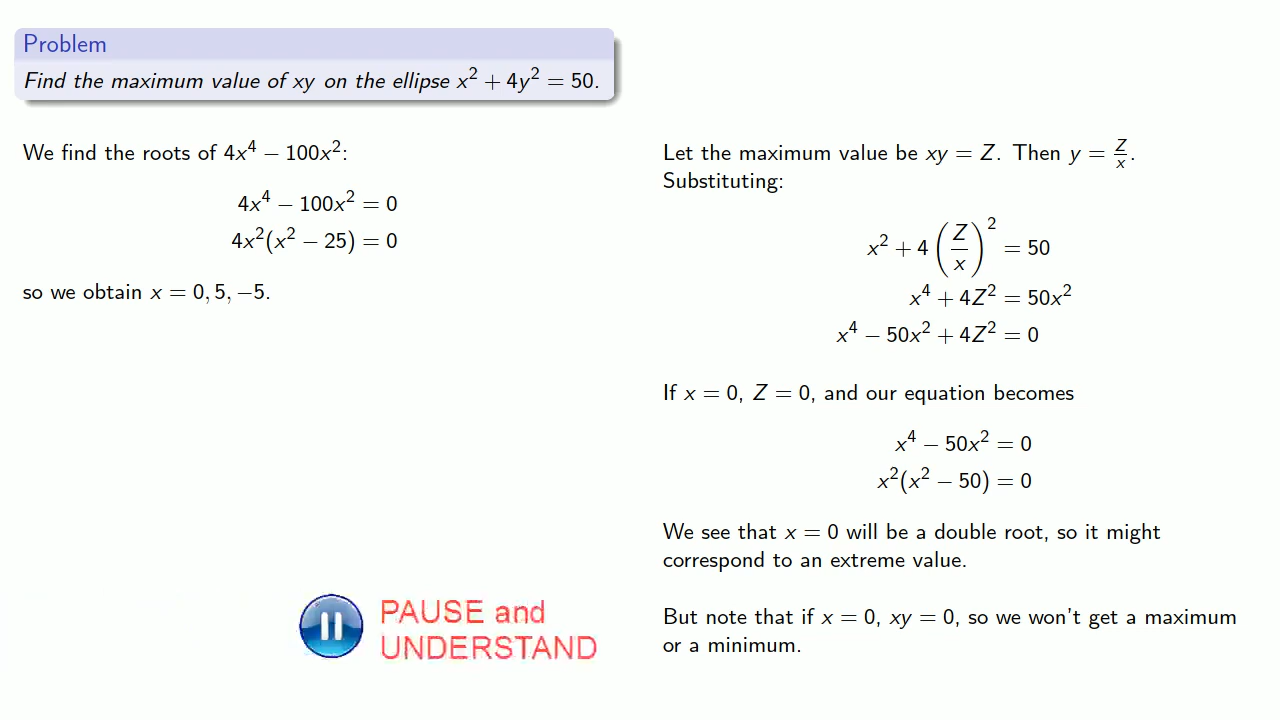 Problem
Find the maximum value of xy on the ellipse x² + 4y² = 50.
We find the roots of 4x⁴ − 100x²:
4x⁴ − 100x² = 0
4x²(x² − 25) = 0
so we obtain x = 0, 5, −5.
PAUSE and
UNDERSTAND
Let the maximum value be xy = Z. Then y = Z/x.
Substituting:
x² + 4(Z/x)² = 50
x⁴ + 4Z² = 50x²
x⁴ − 50x² + 4Z² = 0
If x = 0, Z = 0, and our equation becomes
x⁴ − 50x² = 0
x²(x² − 50) = 0
We see that x = 0 will be a double root, so it might
correspond to an extreme value.
But note that if x = 0, xy = 0, so we won't get a maximum
or a minimum.